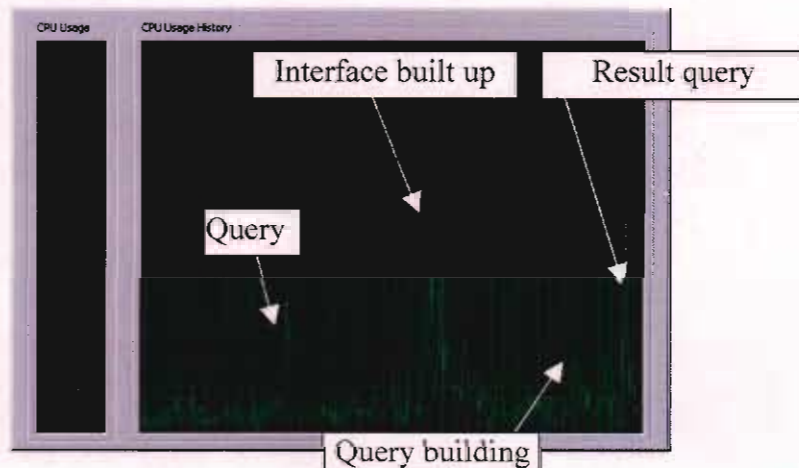 CPU Usage
CPU Usage History
Interface built up
Result query
Query
Query building